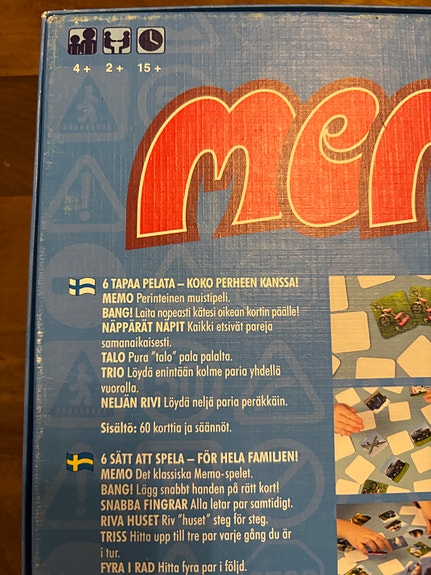 4+ 2+ 15+
Mem
6 TAPAA PELATA – KOKO PERHEEN KANSSA!
MEMO Perinteinen muistipeli.
BANG! Laita nopeasti kätesi oikean kortin päälle!
NÄPPÄRÄT NÄPIT Kaikki etsivät pareja
samanaikaisesti.
TALO Pura "talo" pala palalta.
TRIO Löydä enintään kolme paria yhdellä
vuorolla.
NELJÄN RIVI Löydä neljä paria peräkkäin.
Sisältö: 60 korttia ja säännöt.
6 SÄTT ATT SPELA – FÖR HELA FAMILJEN!
MEMO Det klassiska Memo-spelet.
BANG! Lägg snabbt handen på rätt kort!
SNABBA FINGRAR Alla letar par samtidigt.
RIVA HUSET Riv "huset" steg för steg.
TRISS Hitta upp till tre par varje gång du är
i tur.
FYRA I RAD Hitta fyra par i följd.